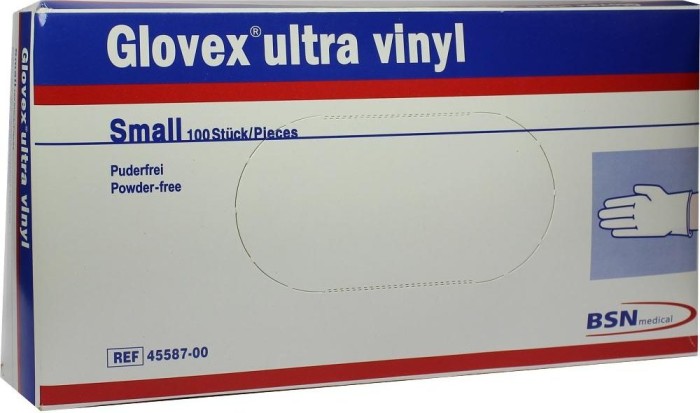 Glovex® ultra vinyl
Small 100 Stück/Pieces
Puderfrei
Powder-free
BSN medical
REF 45587-00
Glovex® ultra vinyl